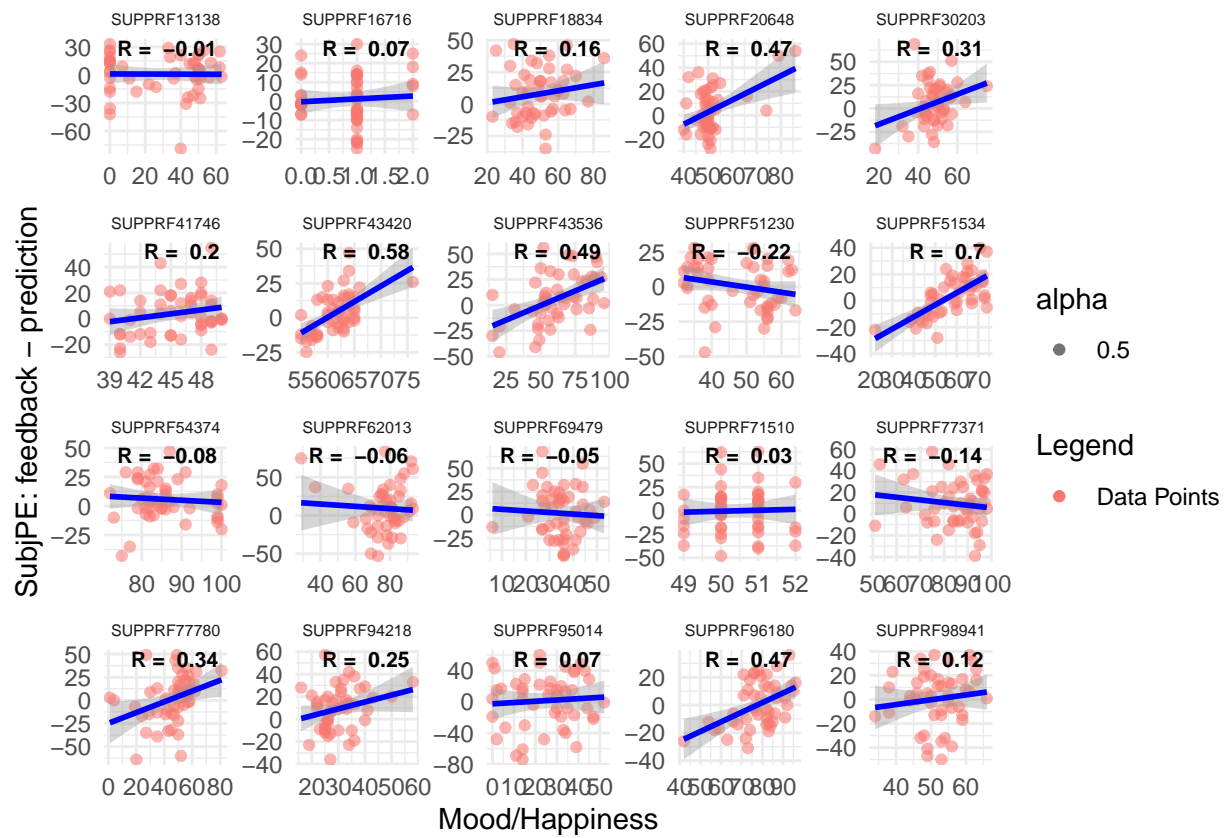 SUPPRF13138 SUPPRF16716 SUPPRF18834 SUPPRF20648 SUPPRF30203
R = −0.01 R = 0.07 R = 0.16 R = 0.47 R = 0.31
30 0 −30 −60
30 20 10 0 −10 −20
50 25 0 −25
60 40 20 0 −20
50 25 0 −25
0 20 40 60
0.0 0.5 1.0 1.5 2.0
20 40 60 80
40 50 60 70 80
20 40 60
SUPPRF41746 SUPPRF43420 SUPPRF43536 SUPPRF51230 SUPPRF51534
R = 0.2 R = 0.58 R = 0.49 R = −0.22 R = 0.7
40 20 0 −20
50 25 0 −25
50 25 0 −25 −50
25 0 −25 −50
40 20 0 −20 −40
39 42 45 48
55 60 65 70 75
25 50 75 100
40 50 60
20 30 40 50 60 70
SUPPRF54374 SUPPRF62013 SUPPRF69479 SUPPRF71510 SUPPRF77371
R = −0.08 R = −0.06 R = −0.05 R = 0.03 R = −0.14
50 25 0 −25
50 0 −50
50 25 0 −25
50 25 0 −25 −50
60 40 20 0 −20 −40
80 90 100
40 60 80
10 20 30 40 50
49 50 51 52
50 60 70 80 90 100
SUPPRF77780 SUPPRF94218 SUPPRF95014 SUPPRF96180 SUPPRF98941
R = 0.34 R = 0.25 R = 0.07 R = 0.47 R = 0.12
50 25 0 −25 −50
60 40 20 0 −20 −40
40 0 −40 −80
20 0 −20 −40
25 0 −25 −50
0 20 40 60 80
20 30 40 50 60
0 10 20 30 40 50
40 50 60 70 80 90
40 50 60
SubjPE: feedback − prediction
Mood/Happiness
alpha
0.5
Legend
Data Points